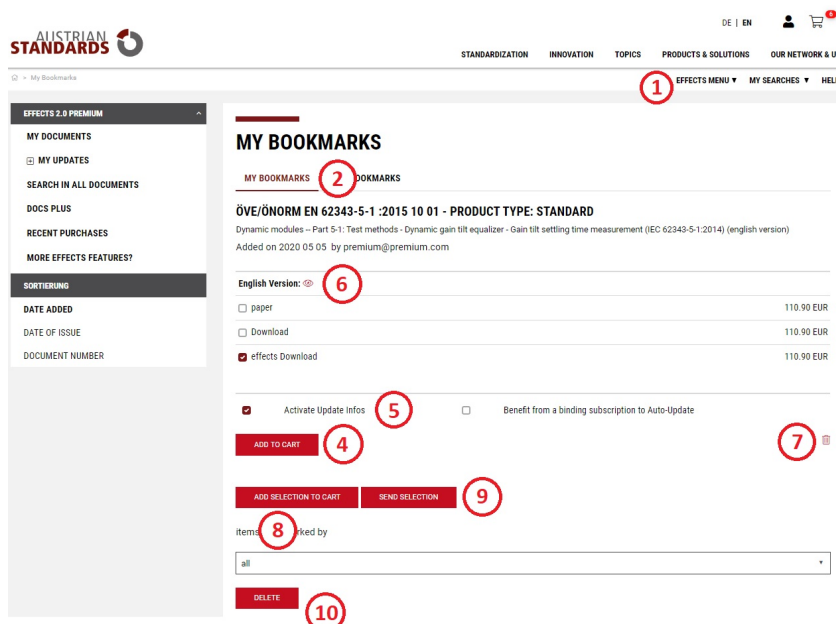 DE | EN
6
AUSTRIAN
STANDARDS
STANDARDIZATION INNOVATION TOPICS PRODUCTS & SOLUTIONS OUR NETWORK & U
> My Bookmarks
1
EFFECTS MENU ▼ MY SEARCHES ▼ HEL
EFFECTS 2.0 PREMIUM
MY DOCUMENTS
MY UPDATES
SEARCH IN ALL DOCUMENTS
DOCS PLUS
RECENT PURCHASES
MORE EFFECTS FEATURES?
SORTIERUNG
DATE ADDED
DATE OF ISSUE
DOCUMENT NUMBER
MY BOOKMARKS
MY BOOKMARKS 2 OOKMARKS
ÖVE/ÖNORM EN 62343-5-1 :2015 10 01 - PRODUCT TYPE: STANDARD
Dynamic modules -- Part 5-1: Test methods - Dynamic gain tilt equalizer - Gain tilt settling time measurement (IEC 62343-5-1:2014) (english version)
Added on 2020 05 05 by premium@premium.com
English Version: 6
paper 110.90 EUR
Download 110.90 EUR
effects Download 110.90 EUR
Activate Update Infos 5 Benefit from a binding subscription to Auto-Update
ADD TO CART 4 7
ADD SELECTION TO CART SEND SELECTION 9
items 8 rked by
all
DELETE
10